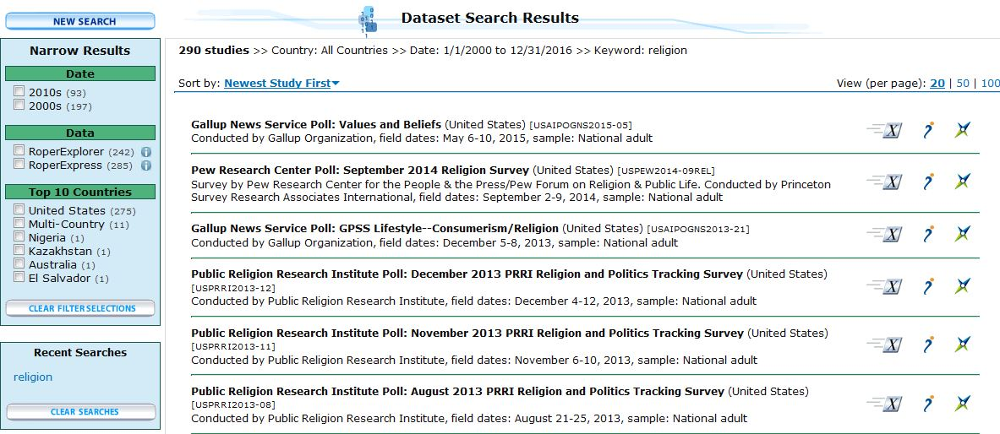 NEW SEARCH
Dataset Search Results
Narrow Results
Date
2010s (93)
2000s (197)
Data
RoperExplorer (242) i
RoperExpress (285) i
Top 10 Countries
United States (275)
Multi-Country (11)
Nigeria (1)
Kazakhstan (1)
Australia (1)
El Salvador (1)
CLEAR FILTER SELECTIONS
Recent Searches
religion
CLEAR SEARCHES
290 studies >> Country: All Countries >> Date: 1/1/2000 to 12/31/2016 >> Keyword: religion
Sort by: Newest Study First
View (per page): 20 | 50 | 100
Gallup News Service Poll: Values and Beliefs (United States) [USAIPOGNS2015-05]
Conducted by Gallup Organization, field dates: May 6-10, 2015, sample: National adult
X
Pew Research Center Poll: September 2014 Religion Survey (United States) [USPEW2014-09REL]
Survey by Pew Research Center for the People & the Press/Pew Forum on Religion & Public Life. Conducted by Princeton
Survey Research Associates International, field dates: September 2-9, 2014, sample: National adult
X
Gallup News Service Poll: GPSS Lifestyle--Consumerism/Religion (United States) [USAIPOGNS2013-21]
Conducted by Gallup Organization, field dates: December 5-8, 2013, sample: National adult
X
Public Religion Research Institute Poll: December 2013 PRRI Religion and Politics Tracking Survey (United States)
[USPRRI2013-12]
Conducted by Public Religion Research Institute, field dates: December 4-12, 2013, sample: National adult
X
Public Religion Research Institute Poll: November 2013 PRRI Religion and Politics Tracking Survey (United States)
[USPRRI2013-11]
Conducted by Public Religion Research Institute, field dates: November 6-10, 2013, sample: National adult
X
Public Religion Research Institute Poll: August 2013 PRRI Religion and Politics Tracking Survey (United States)
[USPRRI2013-08]
Conducted by Public Religion Research Institute, field dates: August 21-25, 2013, sample: National adult
X